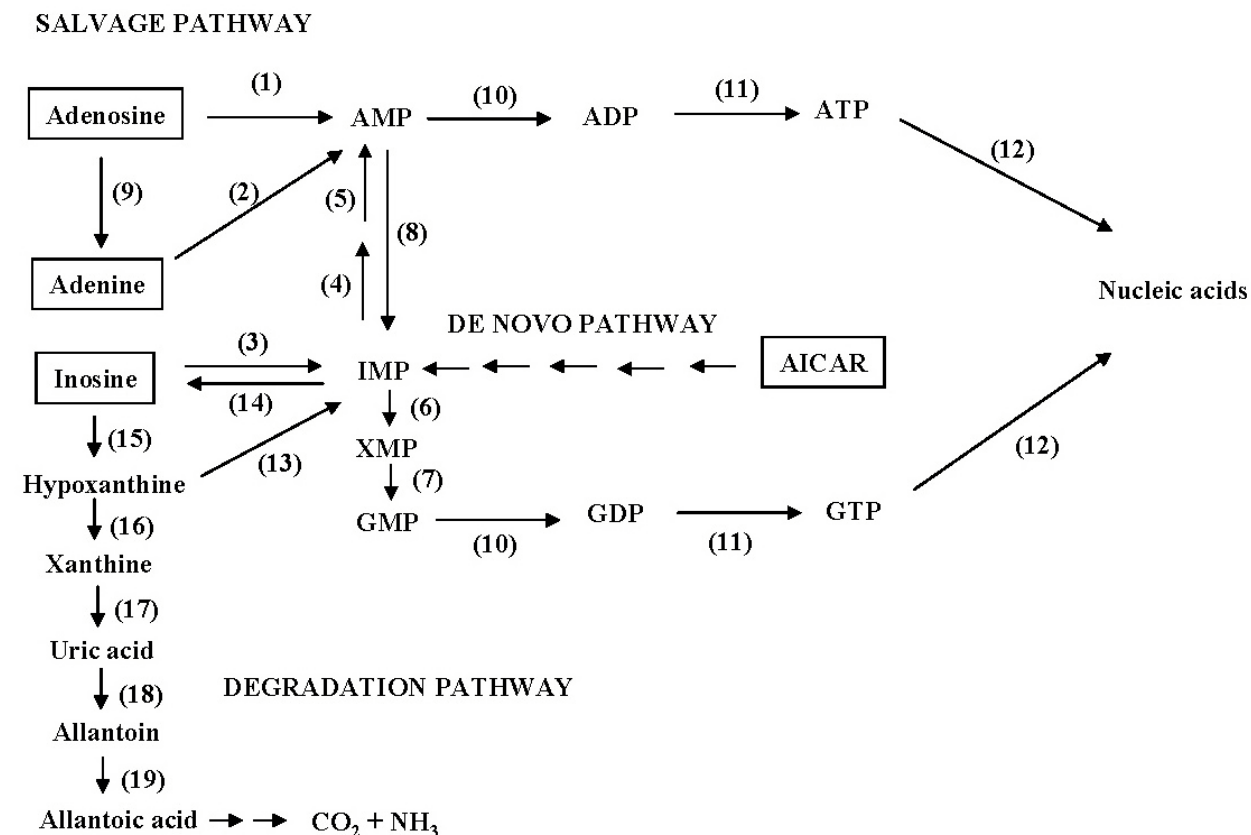 SALVAGE PATHWAY
(1)
Adenosine
AMP
(10)
ADP
(11)
ATP
(12)
(9)
(2)
(5)
(8)
Adenine
(4)
Nucleic acids
DE NOVO PATHWAY
(3)
Inosine
IMP
AICAR
(14)
(6)
(15)
(13)
XMP
(12)
Hypoxanthine
(7)
(16)
GMP
(10)
GDP
(11)
GTP
Xanthine
(17)
Uric acid
(18)
DEGRADATION PATHWAY
Allantoin
(19)
Allantoic acid
CO2 + NH3